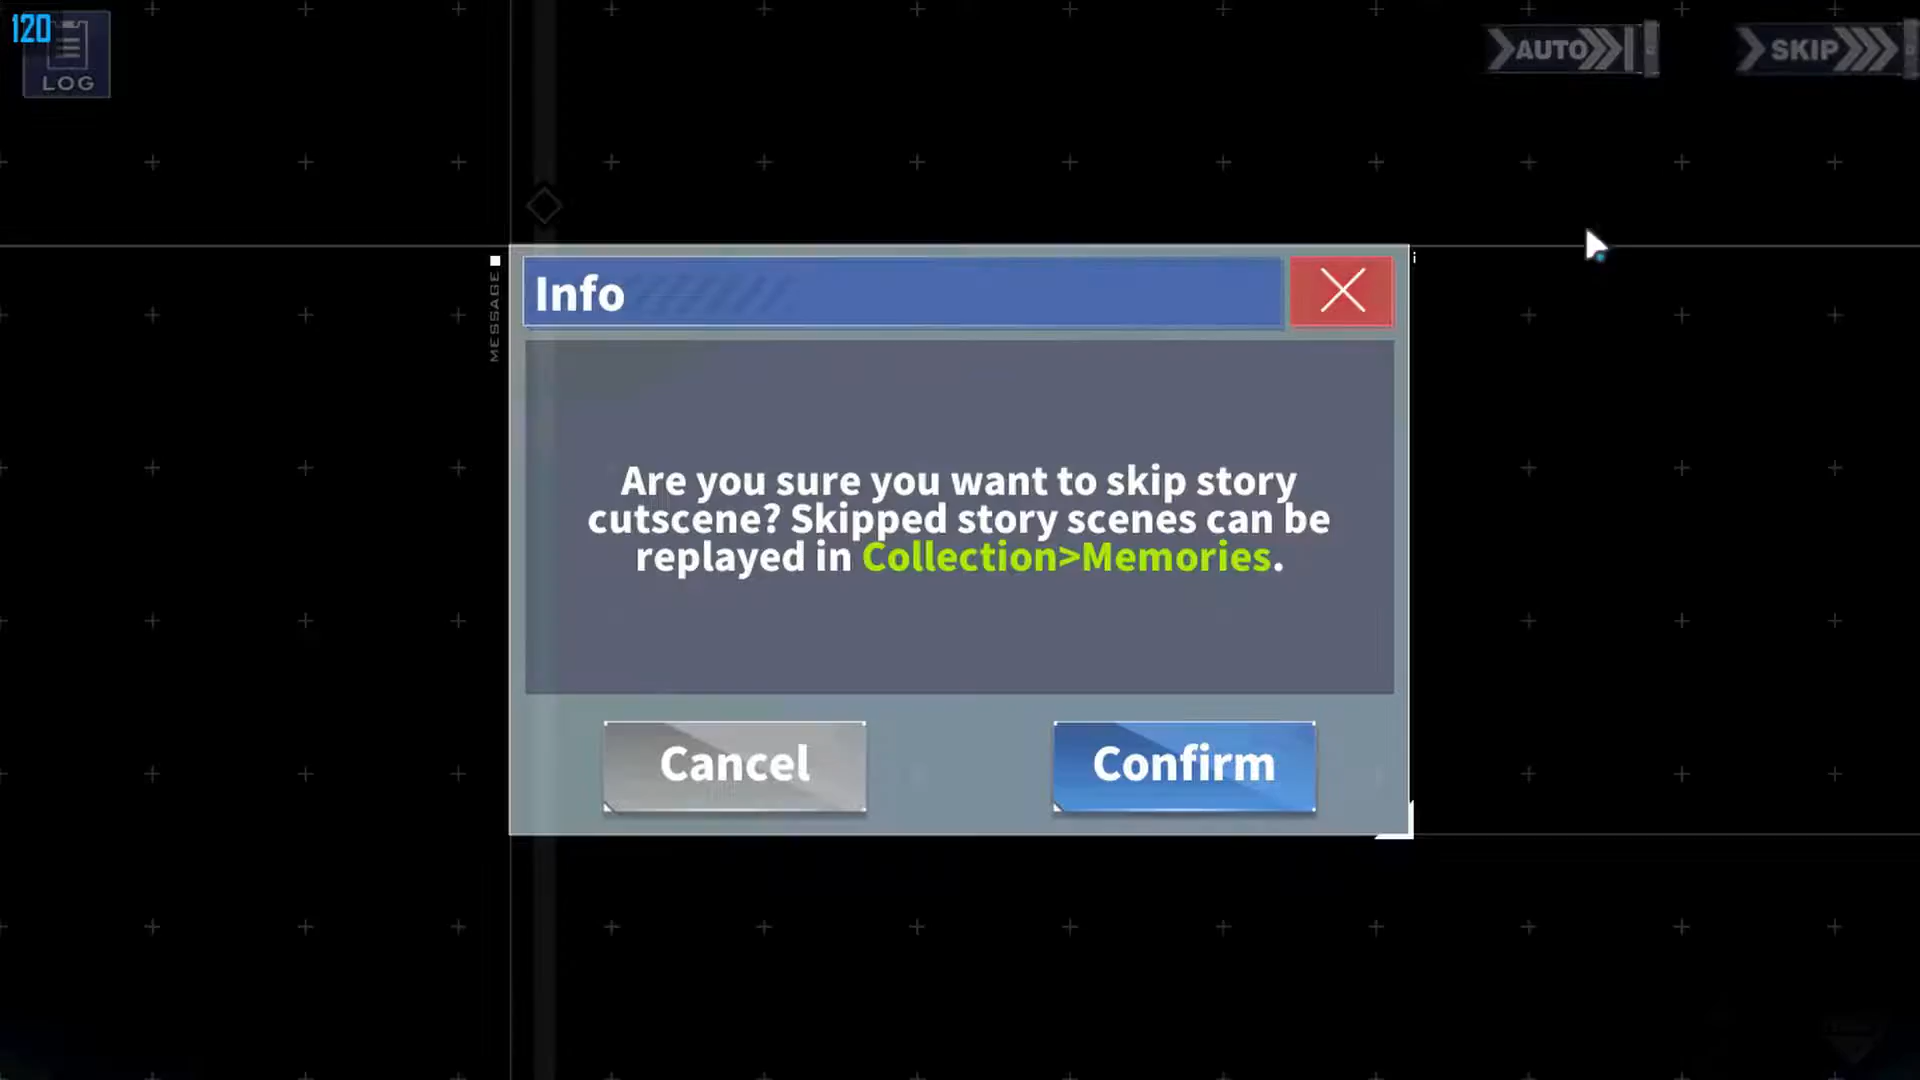 120
LOG
AUTO
SKIP
MESSAGE
Info
Are you sure you want to skip story
cutscene? Skipped story scenes can be
replayed in Collection>Memories.
Cancel
Confirm